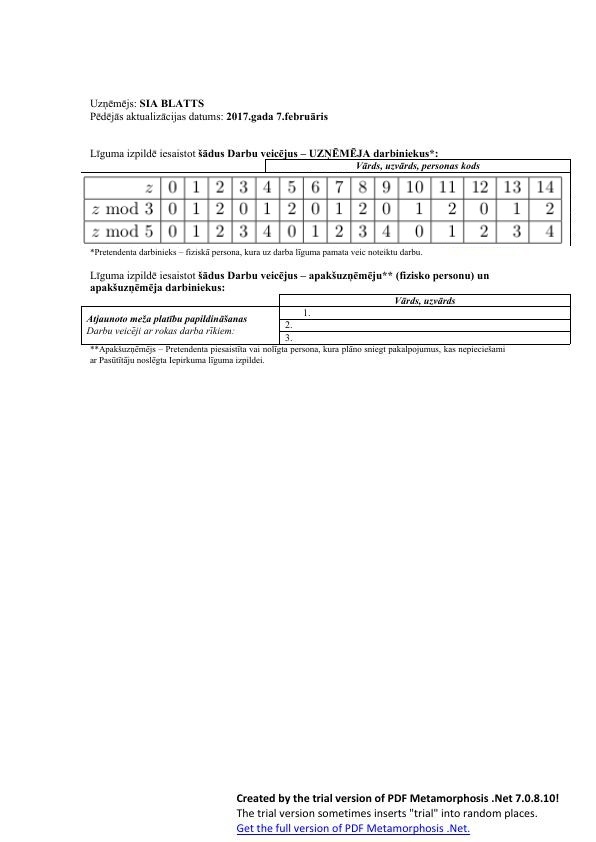 Uzņēmējs: SIA BLATTS
Pēdējās aktualizācijas datums: 2017.gada 7.februāris
Līguma izpildē iesaistot šādus Darbu veicējus – UZŅĒMĒJA darbiniekus*:
Vārds, uzvārds, personas kods
z 0 1 2 3 4 5 6 7 8 9 10 11 12 13 14
z mod 3 0 1 2 0 1 2 0 1 2 0 1 2 0 1 2
z mod 5 0 1 2 3 4 0 1 2 3 4 0 1 2 3 4
*Pretendenta darbinieks – fiziskā persona, kura uz darba līguma pamata veic noteiktu darbu.
Līguma izpildē iesaistot šādus Darbu veicējus – apakšuzņēmēju** (fizisko personu) un
apakšuzņēmēja darbiniekus:
Vārds, uzvārds
Atjaunoto meža platību papildināšanas
Darbu veicēji ar rokas darba rīkiem:
1.
2.
3.
**Apakšuzņēmējs – Pretendenta piesaistīta vai nolīgta persona, kura plāno sniegt pakalpojumus, kas nepieciešami
ar Pasūtītāju noslēgta Iepirkuma līguma izpildei.
Created by the trial version of PDF Metamorphosis .Net 7.0.8.10!
The trial version sometimes inserts "trial" into random places.
Get the full version of PDF Metamorphosis .Net.